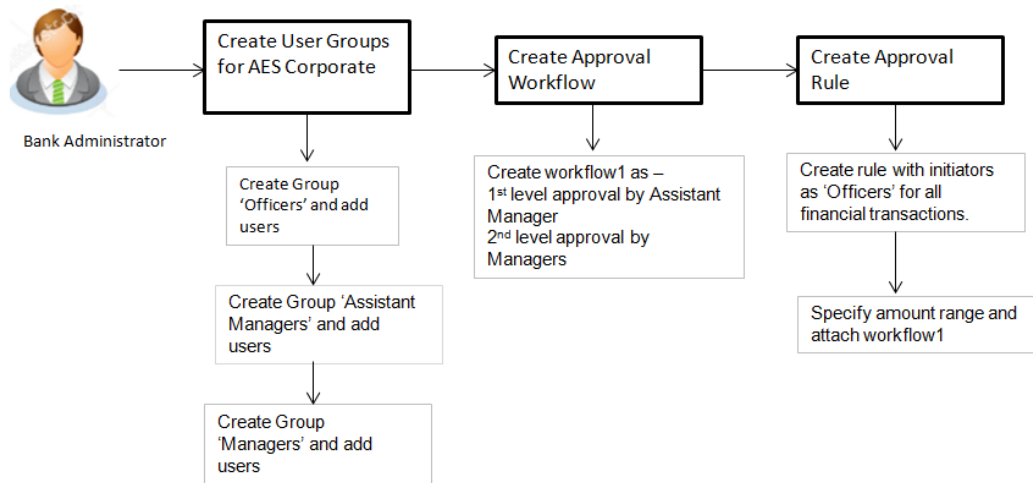 Bank Administrator
Create User Groups
for AES Corporate
Create Approval
Workflow
Create Approval
Rule
Create Group
‘Officers’ and add
users
Create Group ‘Assistant
Managers’ and add
users
Create Group
‘Managers’ and add
users
Create workflow1 as –
1st level approval by Assistant
Manager
2nd level approval by
Managers
Create rule with initiators
as ‘Officers’ for all
financial transactions.
Specify amount range and
attach workflow1